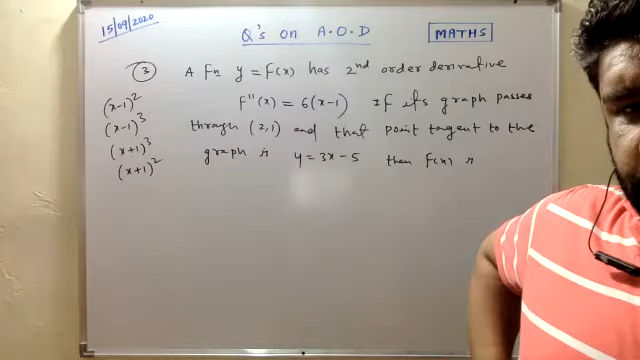 15/09/2020
Q's on A.O.D
MATHS
③ A Fn y = F(x) has 2nd order derivative
F''(x) = 6(x-1) If its graph passes
through (2,1) and that point tangent to the
graph is y = 3x - 5 then f(x) is
(x-1)²
(x-1)³
(x+1)³
(x+1)²